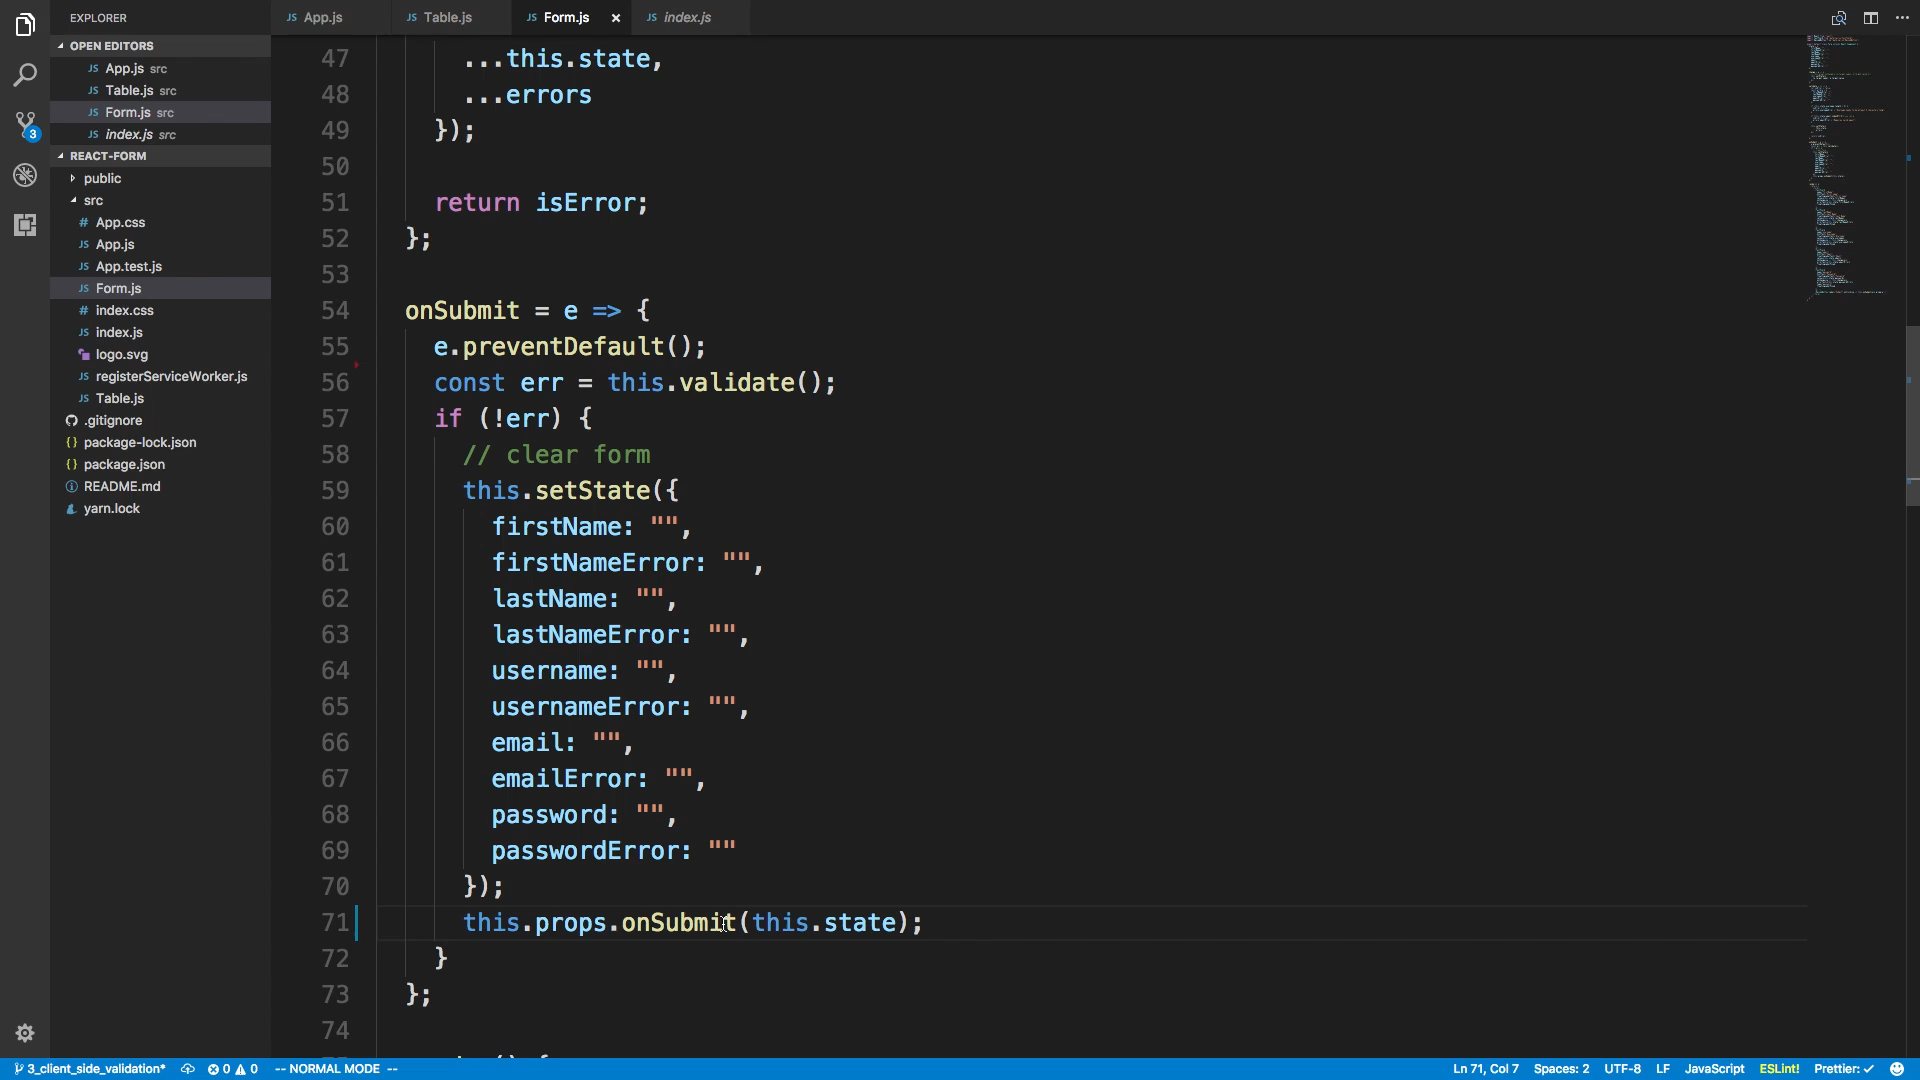 EXPLORER
OPEN EDITORS
JS App.js src
JS Table.js src
JS Form.js src
JS index.js src
REACT-FORM
public
src
# App.css
JS App.js
JS App.test.js
JS Form.js
# index.css
JS index.js
logo.svg
JS registerServiceWorker.js
JS Table.js
.gitignore
{} package-lock.json
{} package.json
README.md
yarn.lock
3
JS App.js
JS Table.js
JS Form.js ×
JS index.js
47 ...this.state,
48 ...errors
49 });
50
51 return isError;
52 };
53
54 onSubmit = e => {
55 e.preventDefault();
56 const err = this.validate();
57 if (!err) {
58 // clear form
59 this.setState({
60 firstName: "",
61 firstNameError: "",
62 lastName: "",
63 lastNameError: "",
64 username: "",
65 usernameError: "",
66 email: "",
67 emailError: "",
68 password: "",
69 passwordError: ""
70 });
71 this.props.onSubmit(this.state);
72 }
73 };
74
3_client_side_validation* 0 0 -- NORMAL MODE -- Ln 71, Col 7 Spaces: 2 UTF-8 LF JavaScript ESLint! Prettier: ✓